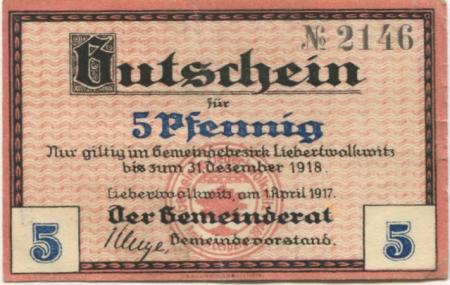 № 2146
Gutschein
für
5 Pfennig
Nur giltig im Gemeindebezirk Liebertwolkwitz
bis zum 31. Dezember 1918.
Liebertwolkwitz, am 1. April 1917.
Der Gemeinderat
5 Gemeindevorstand. 5